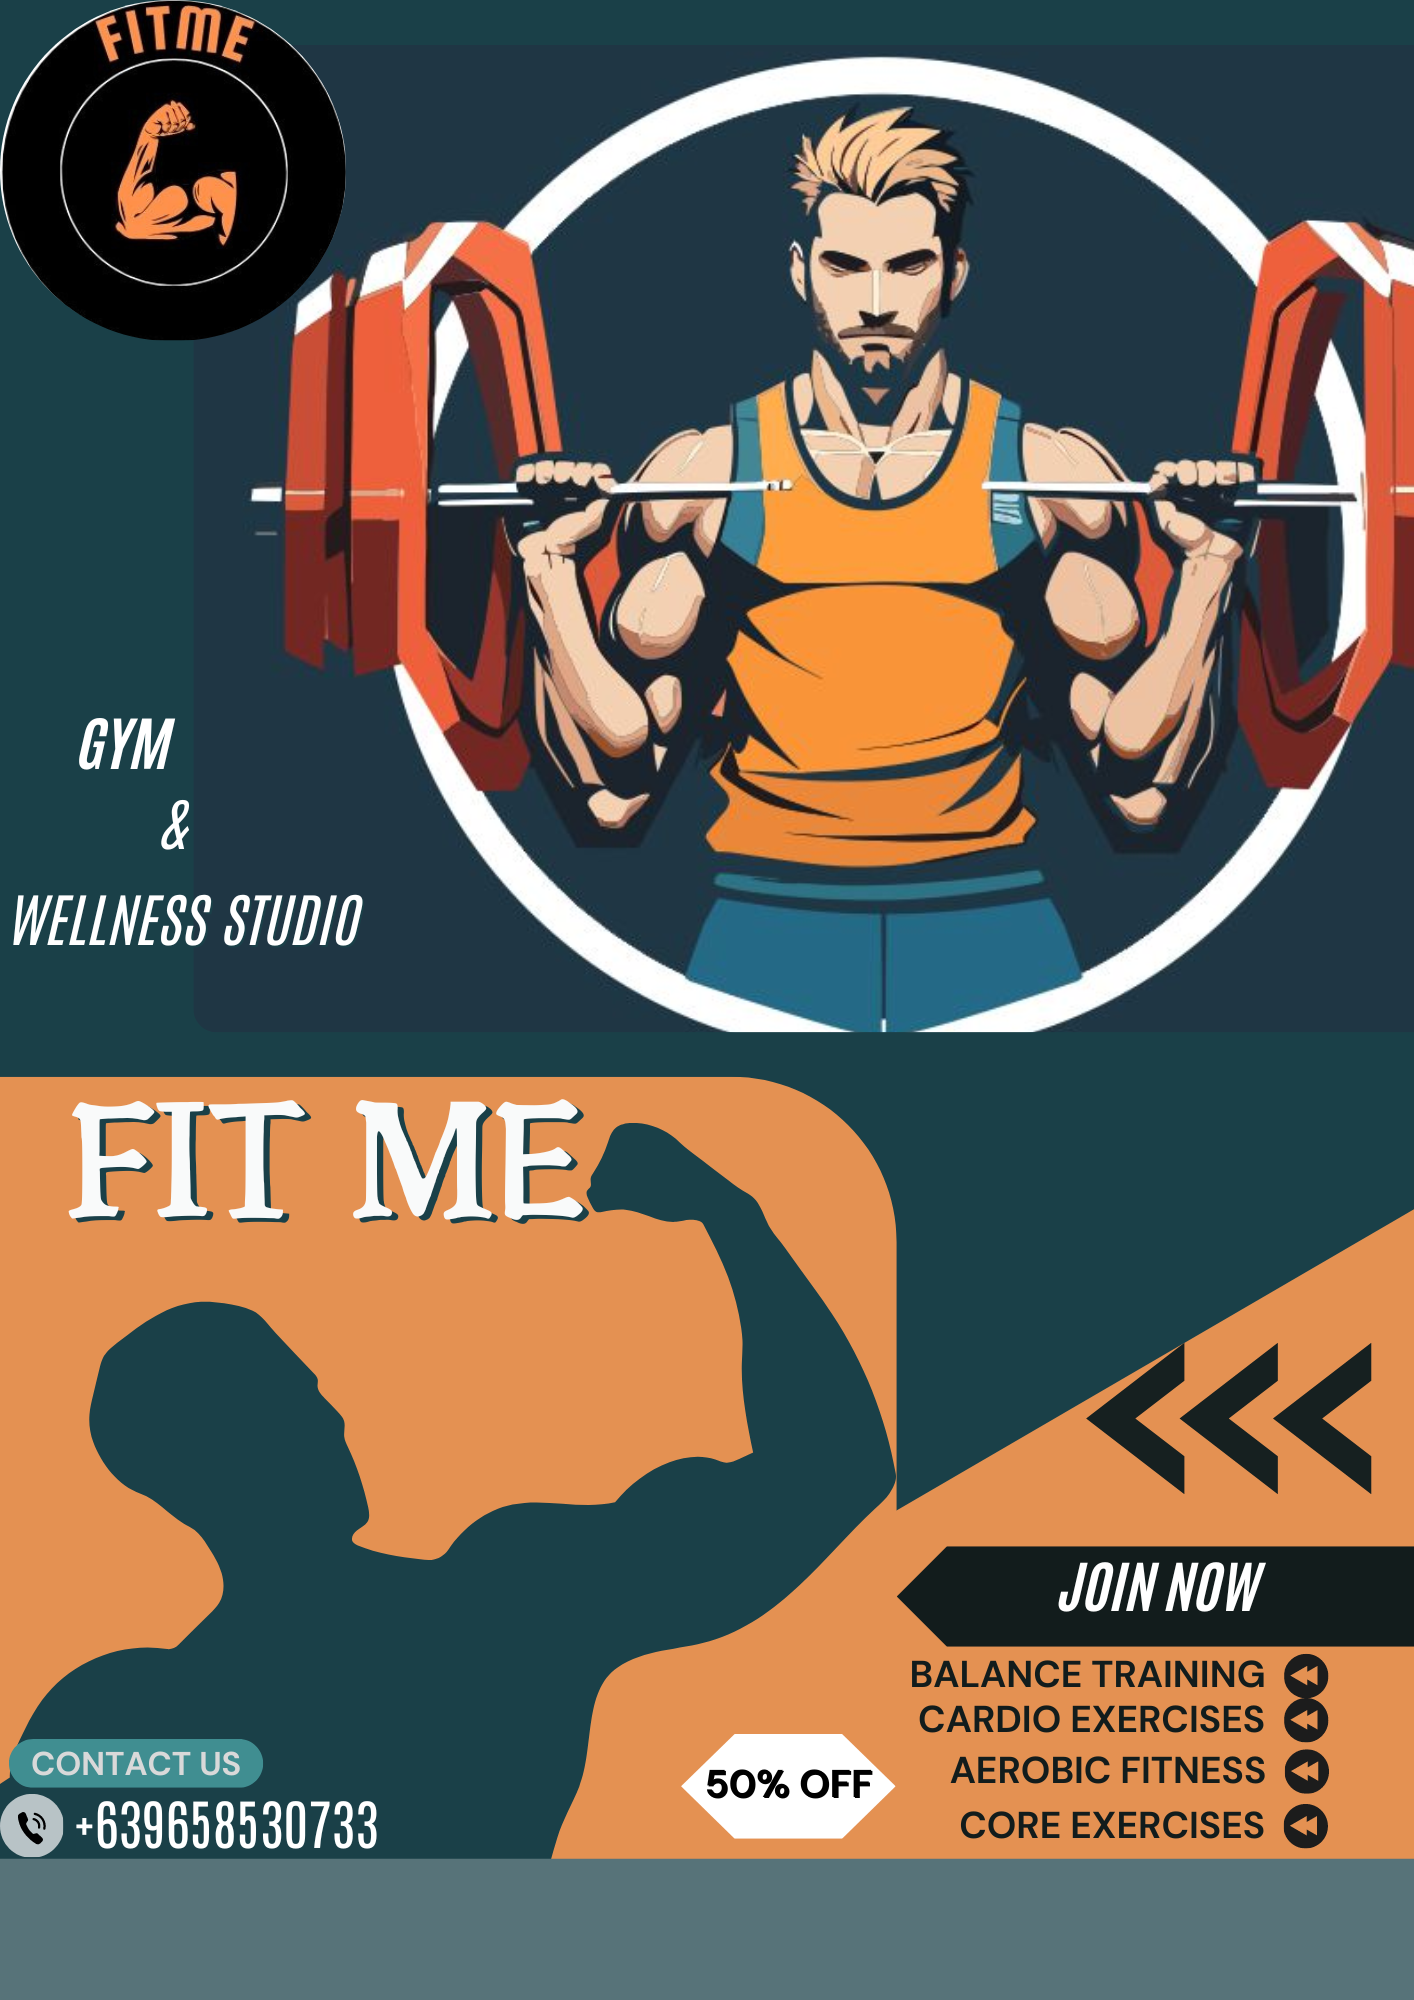 FITME
GYM
&
WELLNESS STUDIO
FIT ME
JOIN NOW
BALANCE TRAINING
CARDIO EXERCISES
AEROBIC FITNESS
CORE EXERCISES
50% OFF
CONTACT US
+639658530733